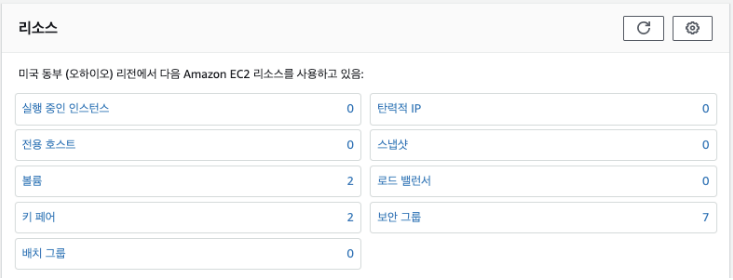 리소스
미국 동부 (오하이오) 리전에서 다음 Amazon EC2 리소스를 사용하고 있음:
실행 중인 인스턴스 0
탄력적 IP 0
전용 호스트 0
스냅샷 0
볼륨 2
로드 밸런서 0
키 페어 2
보안 그룹 7
배치 그룹 0